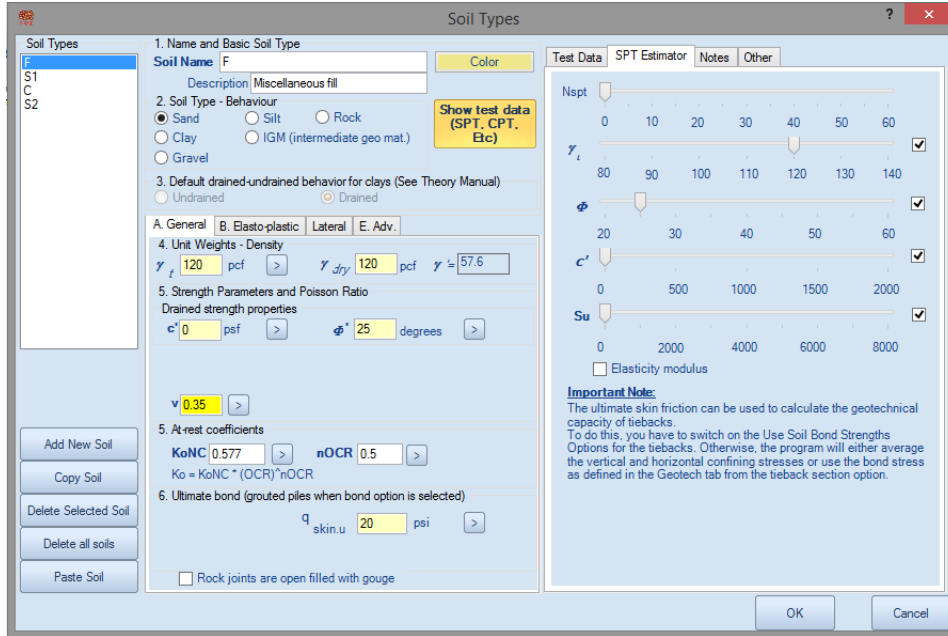 Soil Types
?
×
Soil Types
F
S1
C
S2
Add New Soil
Copy Soil
Delete Selected Soil
Delete all soils
Paste Soil
1. Name and Basic Soil Type
Soil Name F
Color
Description Miscellaneous fill
2. Soil Type - Behaviour
Sand Silt Rock
Clay IGM (intermediate geo mat.)
Gravel
Show test data
(SPT, CPT,
Etc)
3. Default drained-undrained behavior for clays (See Theory Manual)
Undrained Drained
A. General B. Elasto-plastic Lateral E. Adv.
4. Unit Weights - Density
γ t 120 pcf > γ dry 120 pcf γ '= 57.6
5. Strength Parameters and Poisson Ratio
Drained strength properties
c' 0 psf > Φ' 25 degrees >
v 0.35 >
5. At-rest coefficients
KoNC 0.577 > nOCR 0.5 >
Ko = KoNC * (OCR)^nOCR
6. Ultimate bond (grouted piles when bond option is selected)
q skin.u 20 psi >
Rock joints are open filled with gouge
Test Data SPT Estimator Notes Other
Nspt
0 10 20 30 40 50 60
γ t
80 90 100 110 120 130 140
Φ
20 30 40 50 60
c'
0 500 1000 1500 2000
Su
0 2000 4000 6000 8000
Elasticity modulus
Important Note:
The ultimate skin friction can be used to calculate the geotechnical
capacity of tiebacks.
To do this, you have to switch on the Use Soil Bond Strengths
Options for the tiebacks. Otherwise, the program will either average
the vertical and horizontal confining stresses or use the bond stress
as defined in the Geotech tab from the tieback section option.
OK
Cancel